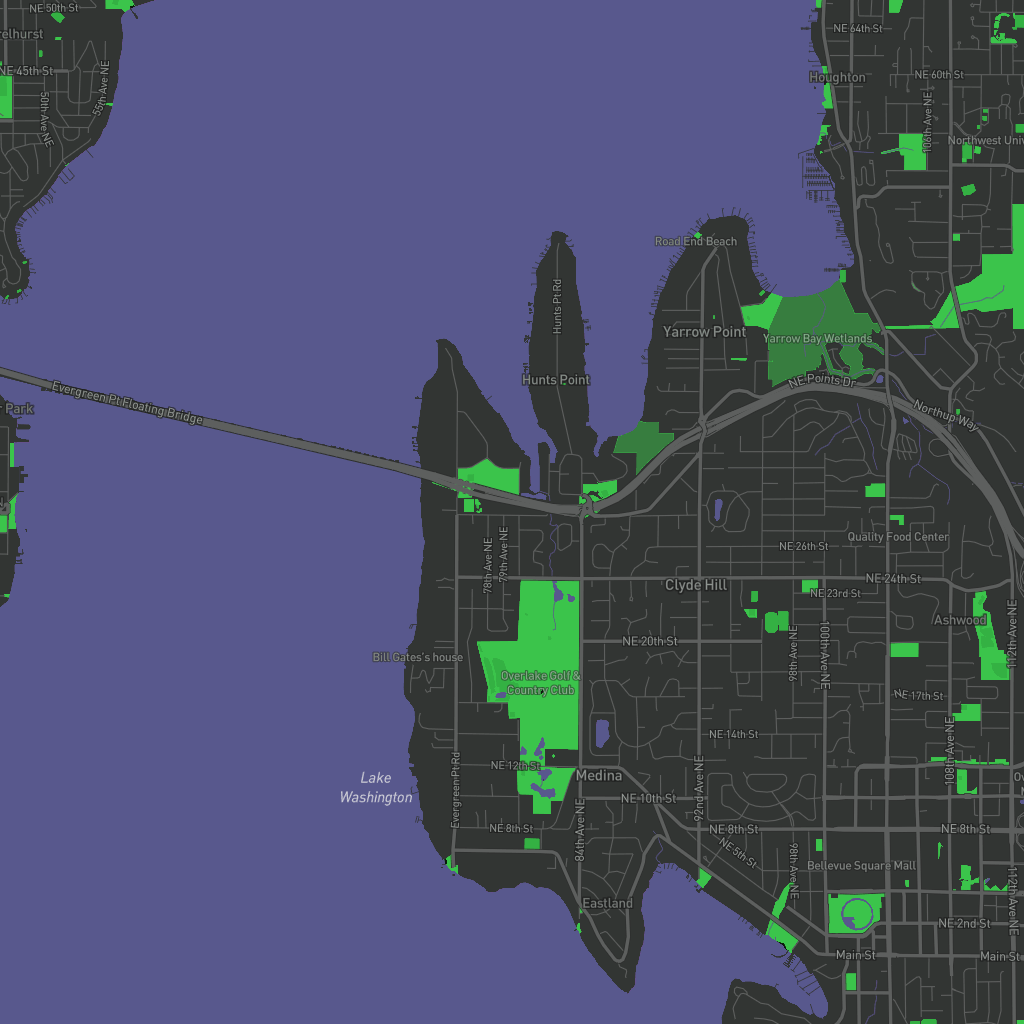 NE 50th St
NE 64th St
NE 45th St
55th Ave NE
Houghton
NE 60th St
50th Ave NE
106th Ave NE
Northwest
Road End Beach
Hunts Pt Rd
Yarrow Point
Yarrow Bay Wetlands
Hunts Point
NE Points Dr
Evergreen Pt Floating Bridge
Park
Northup Way
Quality Food Center
NE 26th St
78th Ave NE
79th Ave NE
Clyde Hill
NE 24th St
NE 23rd St
112th Ave NE
Ashwood
NE 20th St
98th Ave NE
100th Ave NE
Bill Gates's house
Overlake Golf &
Country Club
NE 17th St
NE 14th St
108th Ave NE
NE 12th St
Medina
Lake
Washington
Evergreen Pt Rd
92nd Ave NE
NE 10th St
84th Ave NE
NE 8th St
NE 8th St
NE 8th St
NE 5th St
98th Ave NE
Bellevue Square Mall
112th Ave NE
Eastland
NE 2nd St
Main St
Main St